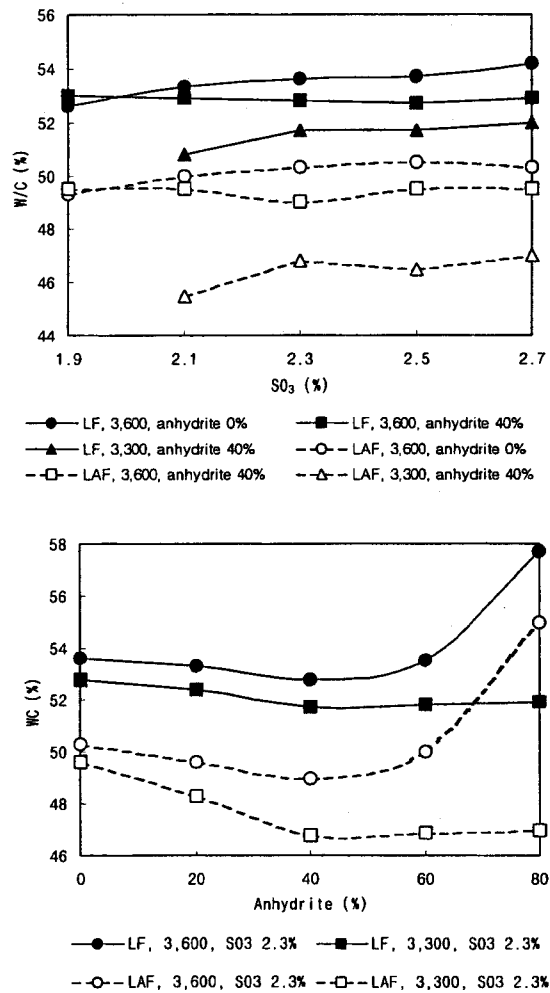 56
54
52
50
48
46
44
W/C (%)
1.9 2.1 2.3 2.5 2.7
SO₃ (%)
LF, 3,600, anhydrite 0% LF, 3,600, anhydrite 40%
LF, 3,300, anhydrite 40% LAF, 3,600, anhydrite 0%
LAF, 3,600, anhydrite 40% LAF, 3,300, anhydrite 40%
58
56
54
52
50
48
46
WC (%)
0 20 40 60 80
Anhydrite (%)
LF, 3,600, SO3 2.3% LF, 3,300, SO3 2.3%
LAF, 3,600, SO3 2.3% LAF, 3,300, SO3 2.3%